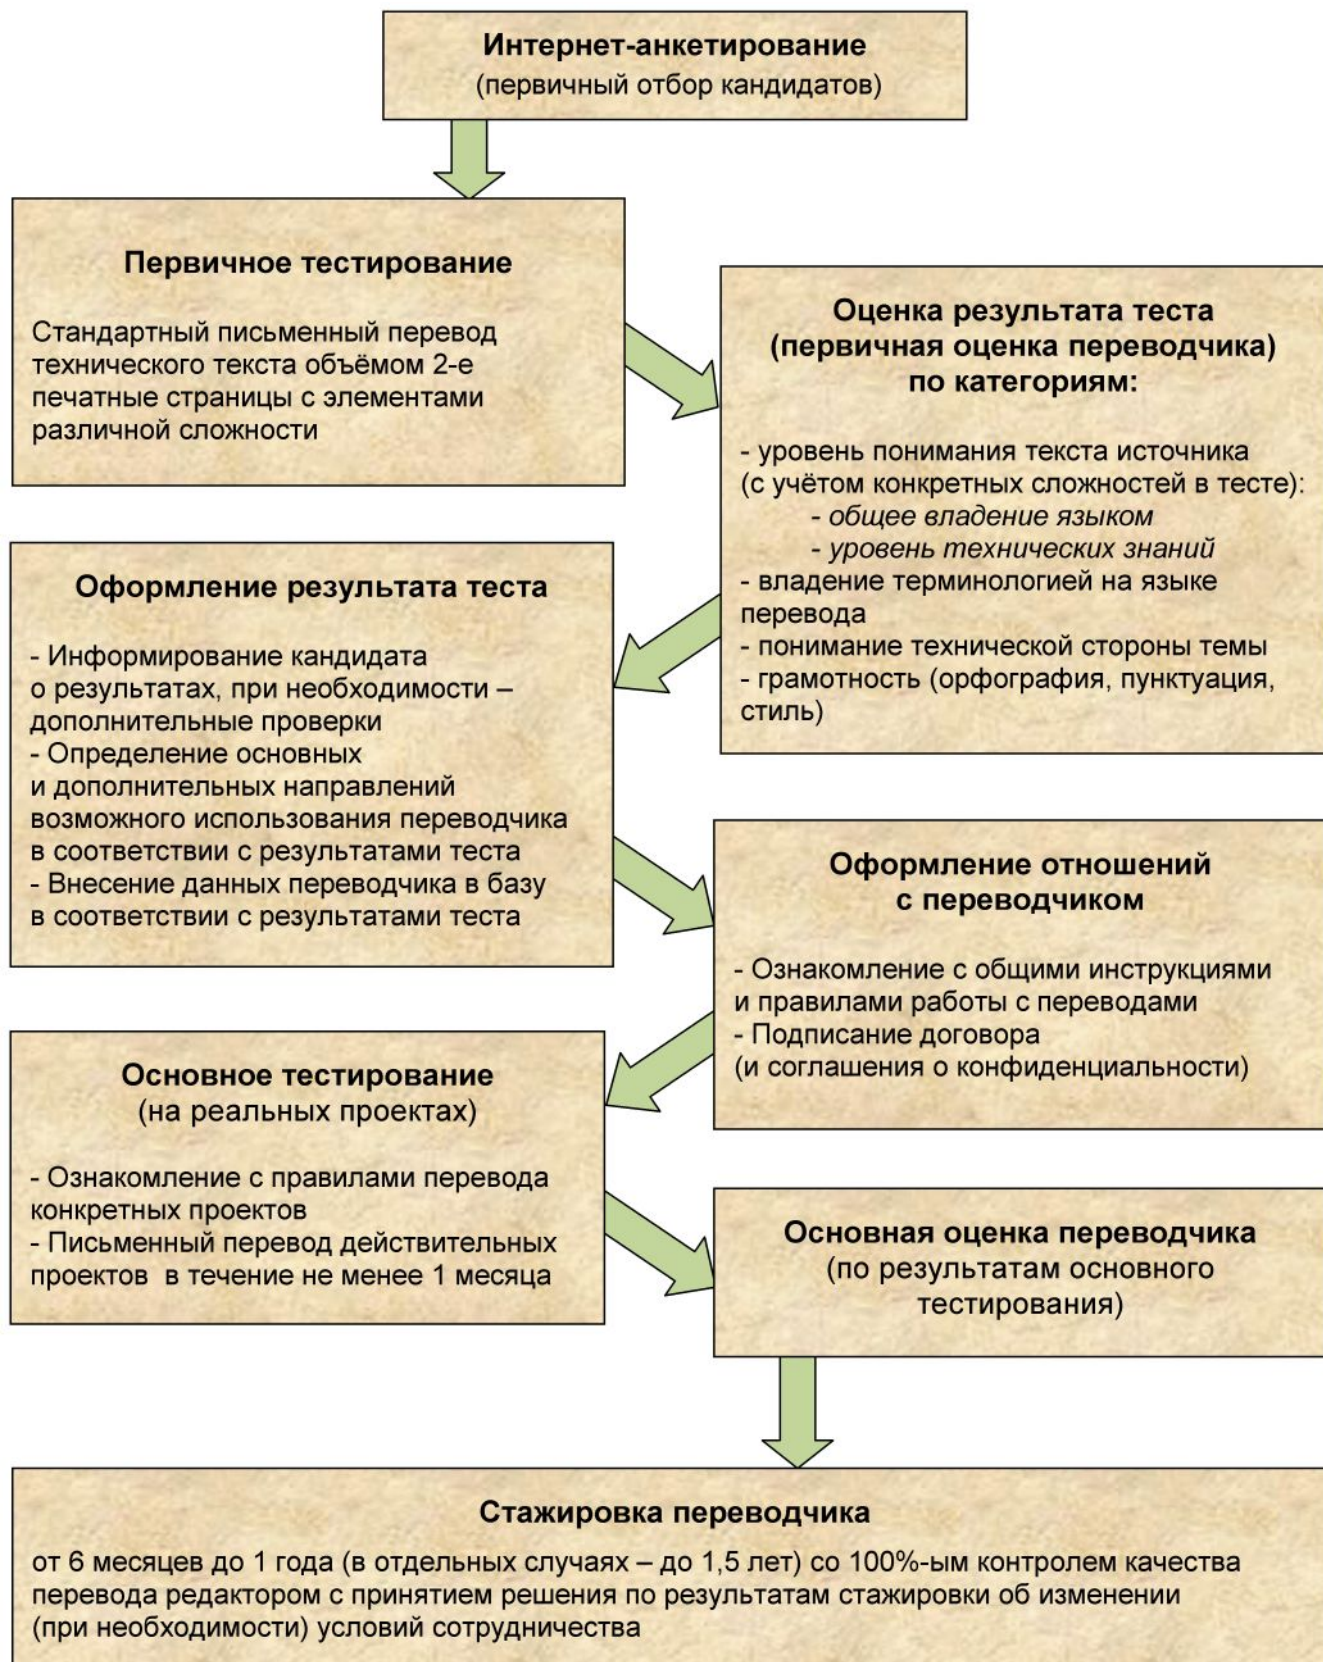 Интернет-анкетирование
(первичный отбор кандидатов)
Первичное тестирование
Стандартный письменный перевод
технического текста объёмом 2-е
печатные страницы с элементами
различной сложности
Оценка результата теста
(первичная оценка переводчика)
по категориям:
- уровень понимания текста источника
(с учётом конкретных сложностей в тесте):
- общее владение языком
- уровень технических знаний
- владение терминологией на языке
перевода
- понимание технической стороны темы
- грамотность (орфография, пунктуация,
стиль)
Оформление результата теста
- Информирование кандидата
о результатах, при необходимости –
дополнительные проверки
- Определение основных
и дополнительных направлений
возможного использования переводчика
в соответствии с результатами теста
- Внесение данных переводчика в базу
в соответствии с результатами теста
Оформление отношений
с переводчиком
- Ознакомление с общими инструкциями
и правилами работы с переводами
- Подписание договора
(и соглашения о конфиденциальности)
Основное тестирование
(на реальных проектах)
- Ознакомление с правилами перевода
конкретных проектов
- Письменный перевод действительных
проектов в течение не менее 1 месяца
Основная оценка переводчика
(по результатам основного
тестирования)
Стажировка переводчика
от 6 месяцев до 1 года (в отдельных случаях – до 1,5 лет) со 100%-ым контролем качества
перевода редактором с принятием решения по результатам стажировки об изменении
(при необходимости) условий сотрудничества